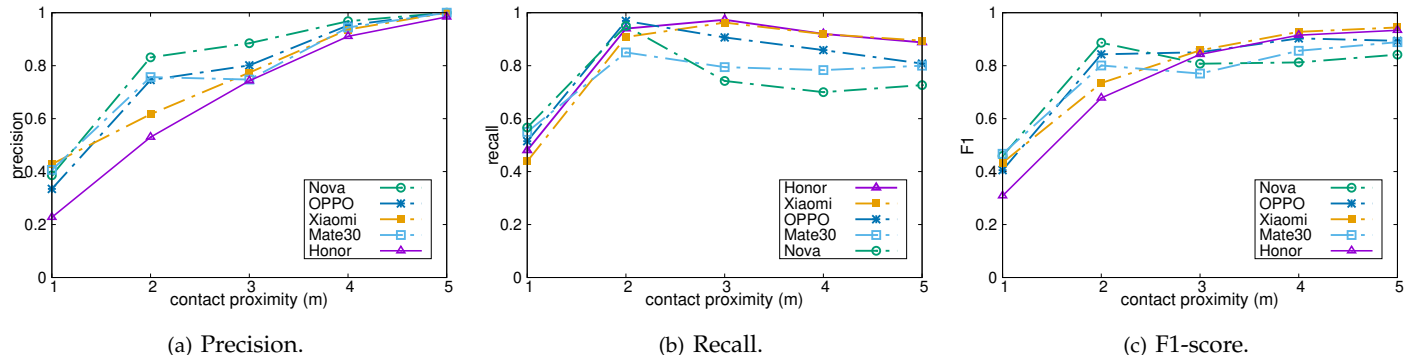 1
0.8
0.6
0.4
0.2
0
precision
1 2 3 4 5
contact proximity (m)
Nova
OPPO
Xiaomi
Mate30
Honor
(a) Precision.
1
0.8
0.6
0.4
0.2
0
recall
1 2 3 4 5
contact proximity (m)
Honor
Xiaomi
OPPO
Mate30
Nova
(b) Recall.
1
0.8
0.6
0.4
0.2
0
F1
1 2 3 4 5
contact proximity (m)
Nova
OPPO
Xiaomi
Mate30
Honor
(c) F1-score.